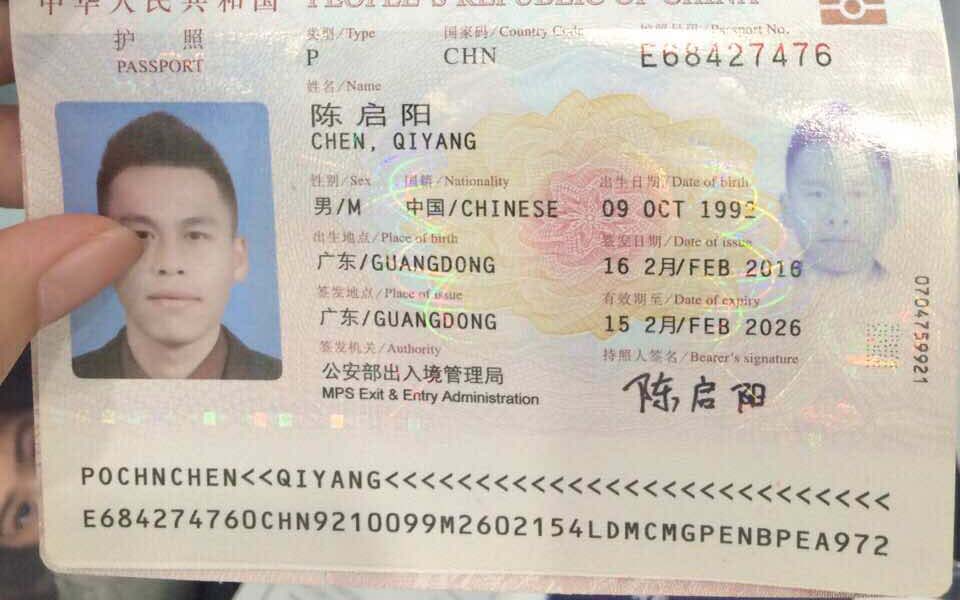 中华人民共和国 PEOPLE'S REPUBLIC OF CHINA
护 照
PASSPORT
类型/Type 国家码/Country Code 护照号码/Passport No.
P CHN E68427476
姓名/Name
陈启阳
CHEN, QIYANG
性别/Sex 国籍/Nationality 出生日期/Date of birth
男/M 中国/CHINESE 09 OCT 1992
出生地点/Place of birth 签发日期/Date of issue
广东/GUANGDONG 16 2月/FEB 2016
签发地点/Place of issue 有效期至/Date of expiry
广东/GUANGDONG 15 2月/FEB 2026
签发机关/Authority 持照人签名/Bearer's signature
公安部出入境管理局
MPS Exit & Entry Administration
陈启阳
0704759921
POCHNCHEN<<QIYANG<<<<<<<<<<<<<<<<<<<<<<<<<<<
E684274760CHN9210099M2602154LDMCMGPENBPEA972